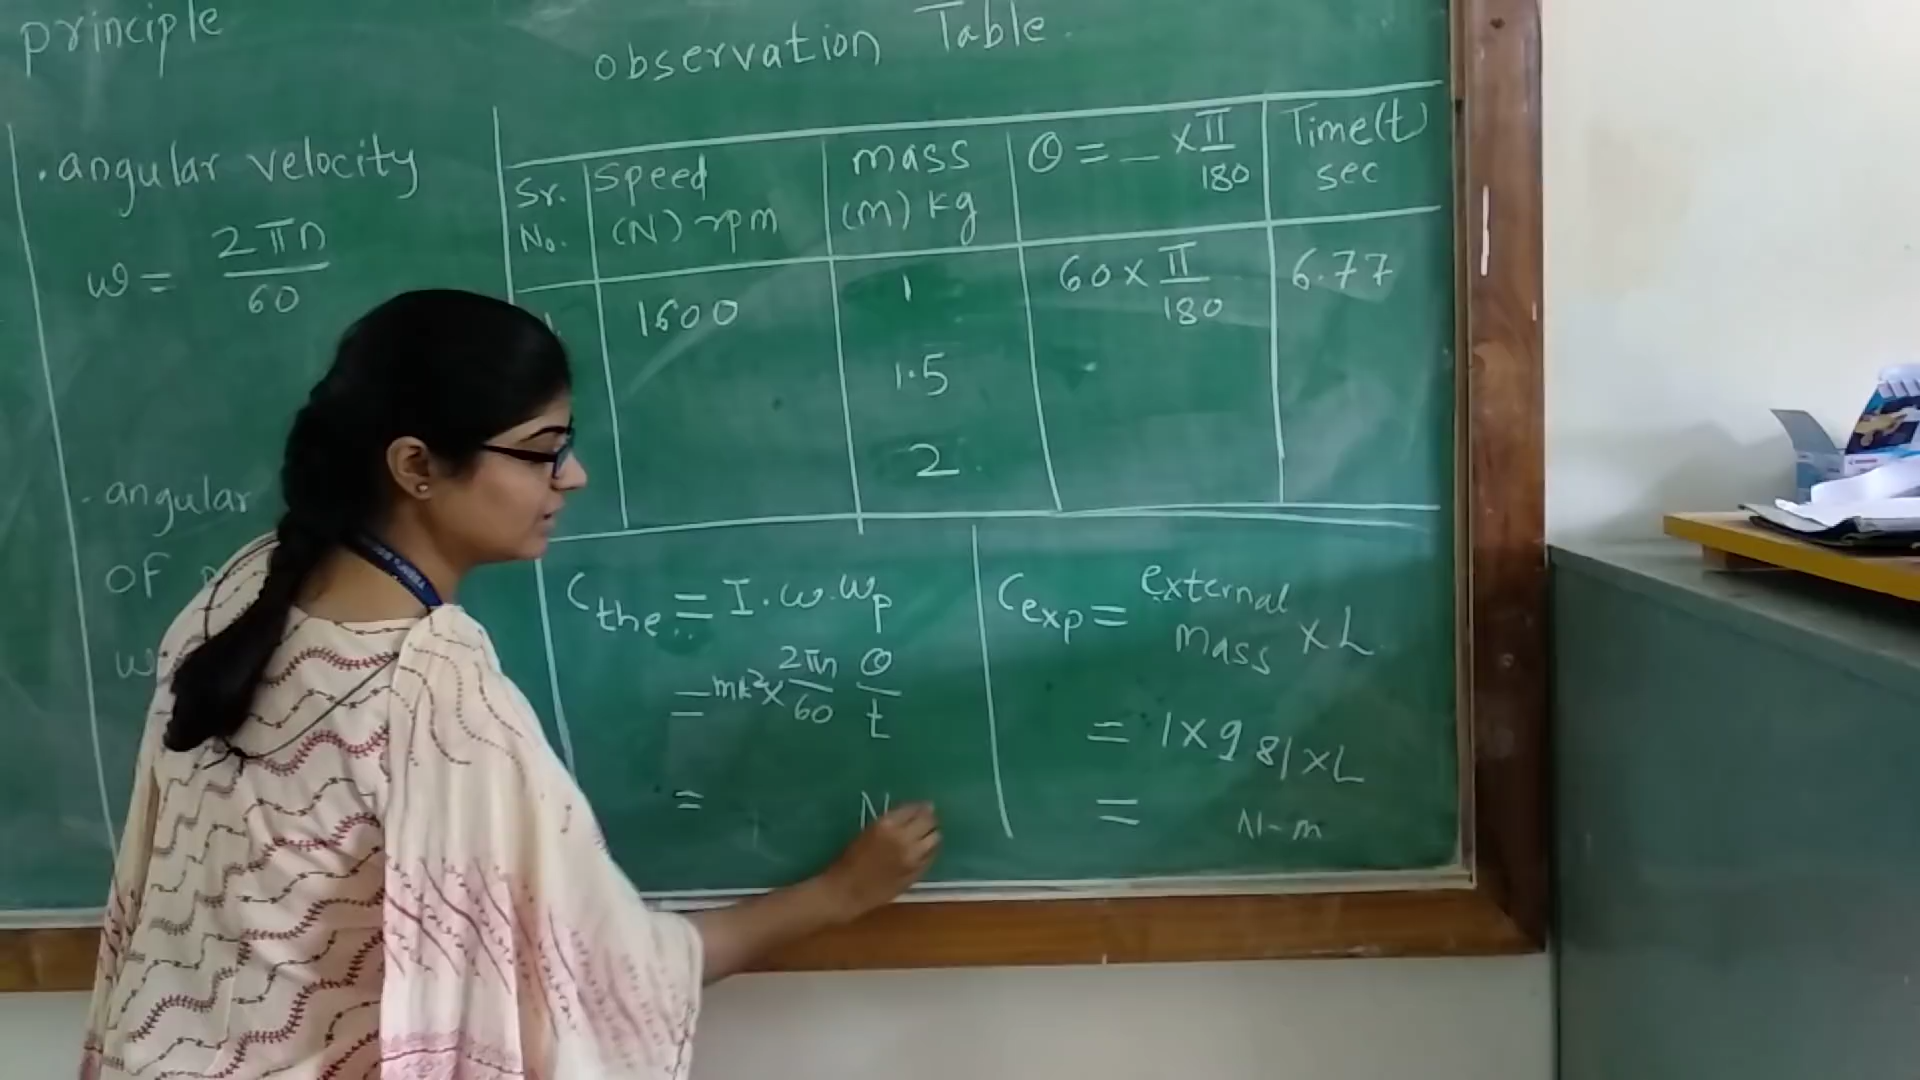 principle
. angular velocity
ω = 2πn
60
. angular
OF
ω
observation Table.
Sr. No.
Speed (N) rpm
mass (m) kg
θ = _ × π/180
Time(t) sec
1600
1
60 × π/180
6.77
1.5
2
C the = I. ω. ωp
= mk² × 2πn/60 θ/t
= N
C exp = external mass × L
= 1 × 9 81 × L
= N-m